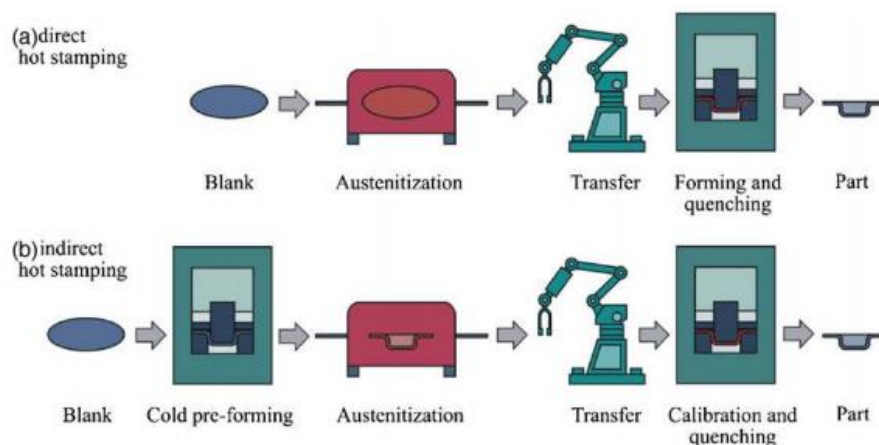 (a)direct
hot stamping
Blank
Austenitization
Transfer
Forming and
quenching
Part
(b)indirect
hot stamping
Blank
Cold pre-forming
Austenitization
Transfer
Calibration and
quenching
Part